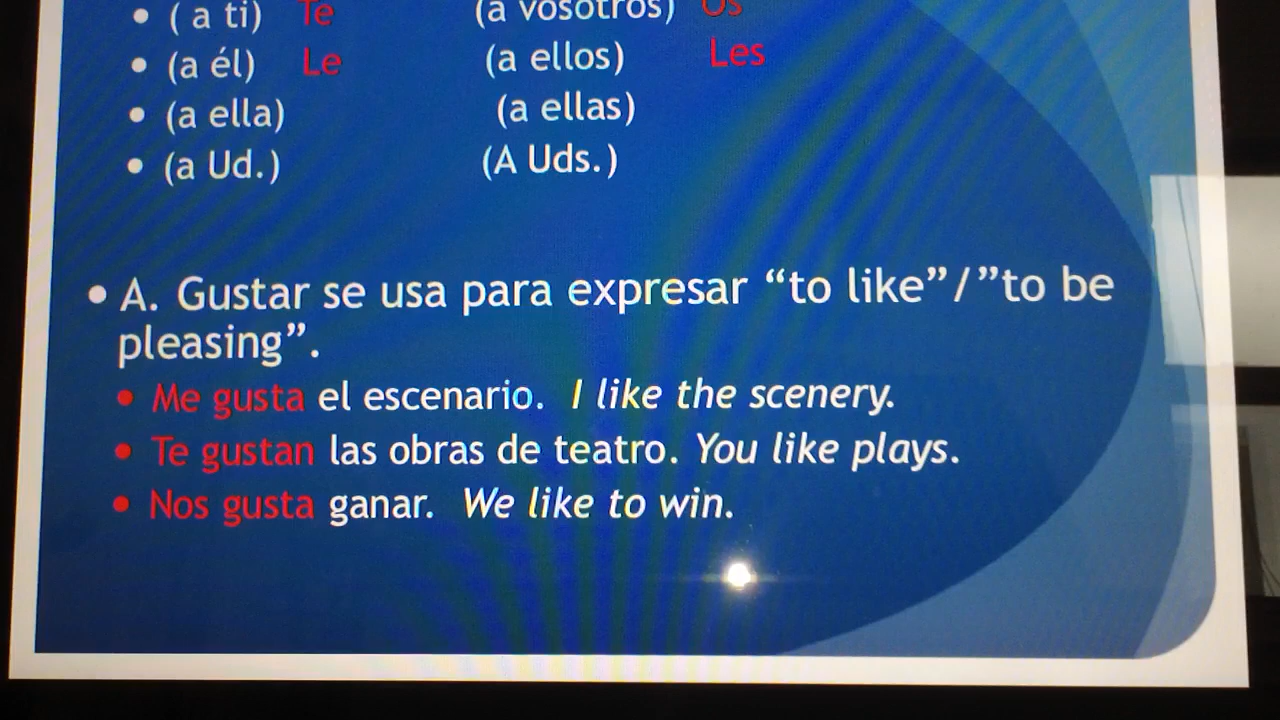 • ( a ti) Te (a vosotros) Os
• (a él) Le (a ellos) Les
• (a ella) (a ellas)
• (a Ud.) (A Uds.)
• A. Gustar se usa para expresar “to like”/”to be
pleasing”.
• Me gusta el escenario. I like the scenery.
• Te gustan las obras de teatro. You like plays.
• Nos gusta ganar. We like to win.